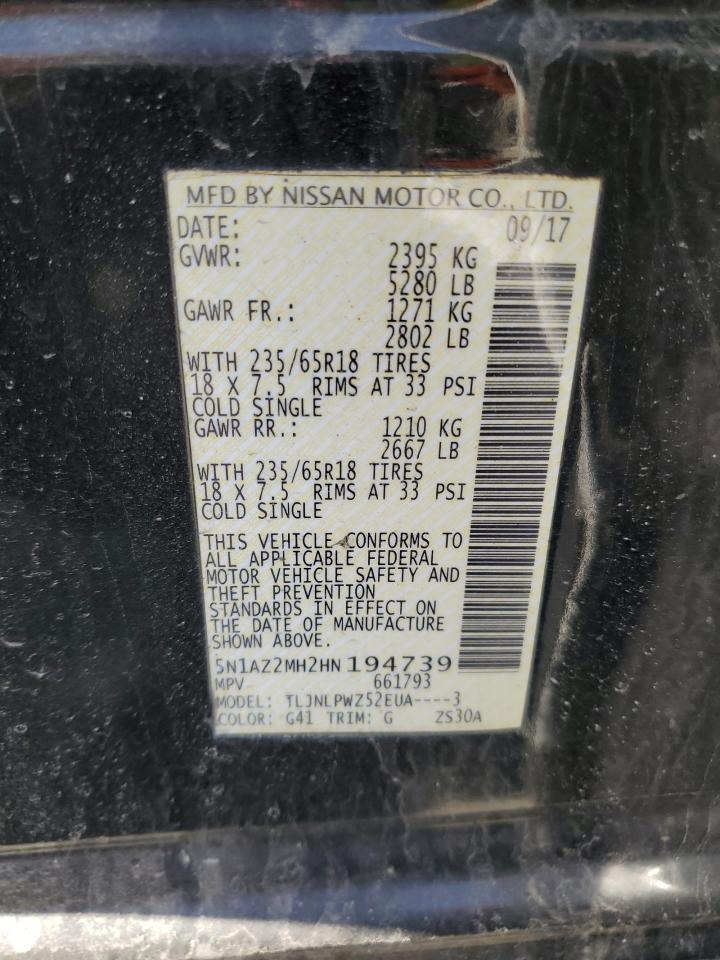 MFD BY NISSAN MOTOR CO., LTD.
DATE: 09/17
GVWR: 2395 KG
5280 LB
GAWR FR.: 1271 KG
2802 LB
WITH 235/65R18 TIRES
18 X 7.5 RIMS AT 33 PSI
COLD SINGLE
GAWR RR.: 1210 KG
2667 LB
WITH 235/65R18 TIRES
18 X 7.5 RIMS AT 33 PSI
COLD SINGLE
THIS VEHICLE CONFORMS TO
ALL APPLICABLE FEDERAL
MOTOR VEHICLE SAFETY AND
THEFT PREVENTION
STANDARDS IN EFFECT ON
THE DATE OF MANUFACTURE
SHOWN ABOVE.
5N1AZ2MH2HN194739
MPV 661793
MODEL: TLJNLPWZ52EUA----3
COLOR: G41 TRIM: G ZS30A